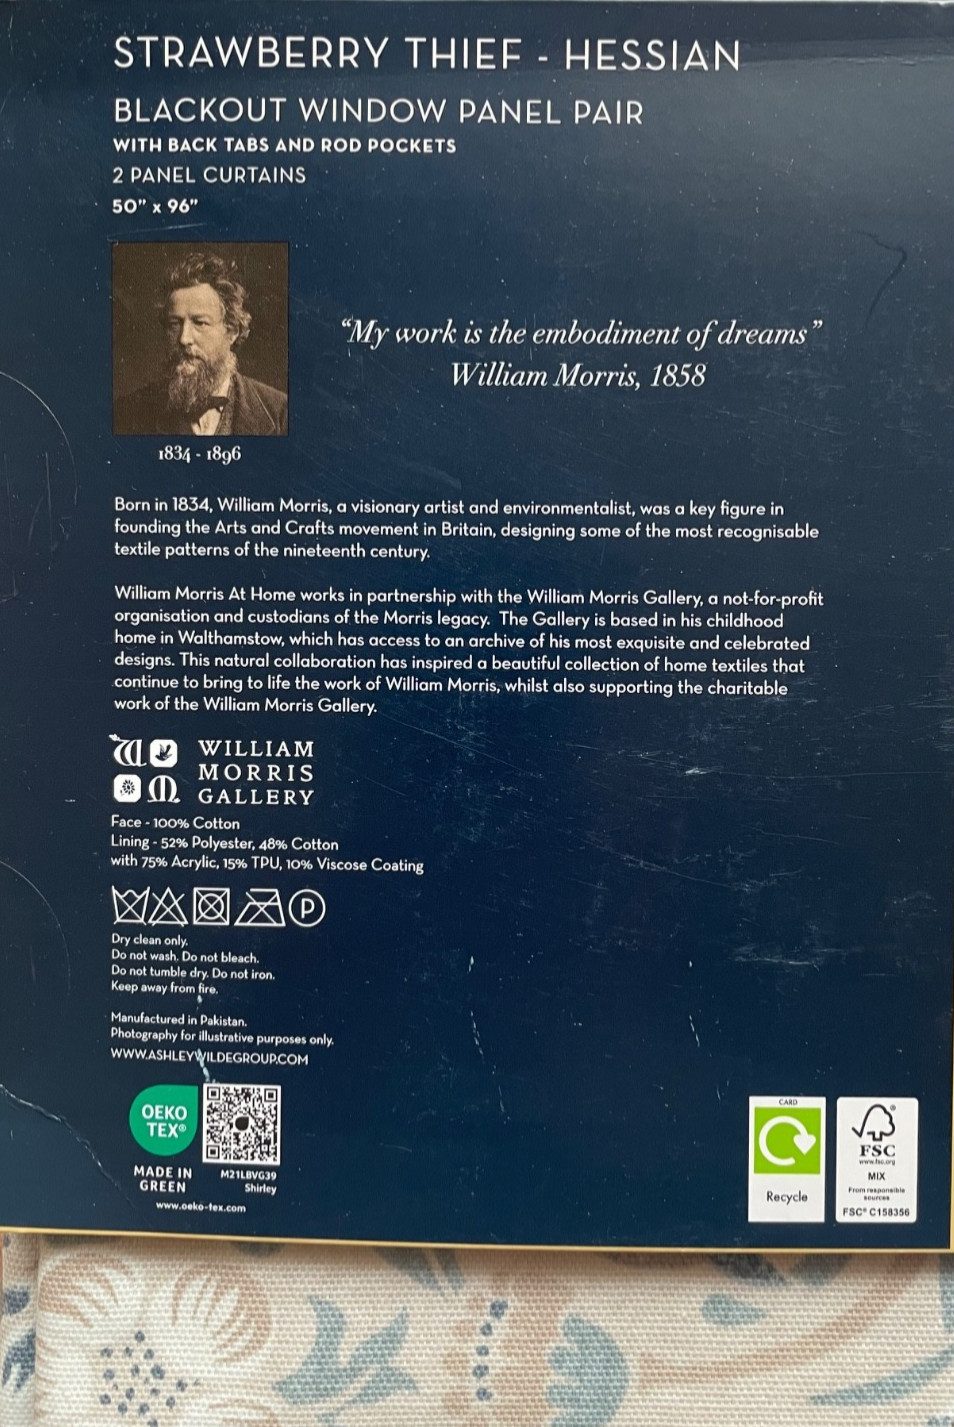 STRAWBERRY THIEF - HESSIAN
BLACKOUT WINDOW PANEL PAIR
WITH BACK TABS AND ROD POCKETS
2 PANEL CURTAINS
50" x 96"
"My work is the embodiment of dreams"
William Morris, 1858
1834 - 1896
Born in 1834, William Morris, a visionary artist and environmentalist, was a key figure in
founding the Arts and Crafts movement in Britain, designing some of the most recognisable
textile patterns of the nineteenth century.
William Morris At Home works in partnership with the William Morris Gallery, a not-for-profit
organisation and custodians of the Morris legacy. The Gallery is based in his childhood
home in Walthamstow, which has access to an archive of his most exquisite and celebrated
designs. This natural collaboration has inspired a beautiful collection of home textiles that
continue to bring to life the work of William Morris, whilst also supporting the charitable
work of the William Morris Gallery.
W M
WILLIAM
MORRIS
GALLERY
Face - 100% Cotton
Lining - 52% Polyester, 48% Cotton
with 75% Acrylic, 15% TPU, 10% Viscose Coating
P
Dry clean only.
Do not wash. Do not bleach.
Do not tumble dry. Do not iron.
Keep away from fire.
Manufactured in Pakistan.
Photography for illustrative purposes only.
WWW.ASHLEYWILDEGROUP.COM
OEKO
TEX®
MADE IN
GREEN
M21LBVG39
Shirley
www.oeko-tex.com
CARD
Recycle
®
FSC
www.fsc.org
MIX
From responsible
sources
FSC® C158356